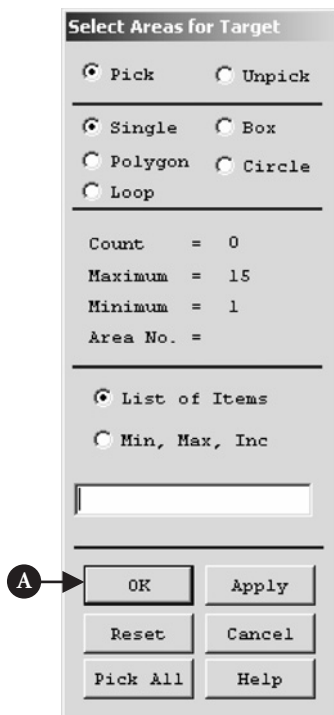 Select Areas for Target
Pick Unpick
Single Box
Polygon Circle
Loop
Count = 0
Maximum = 15
Minimum = 1
Area No. =
List of Items
Min, Max, Inc
A OK Apply
Reset Cancel
Pick All Help